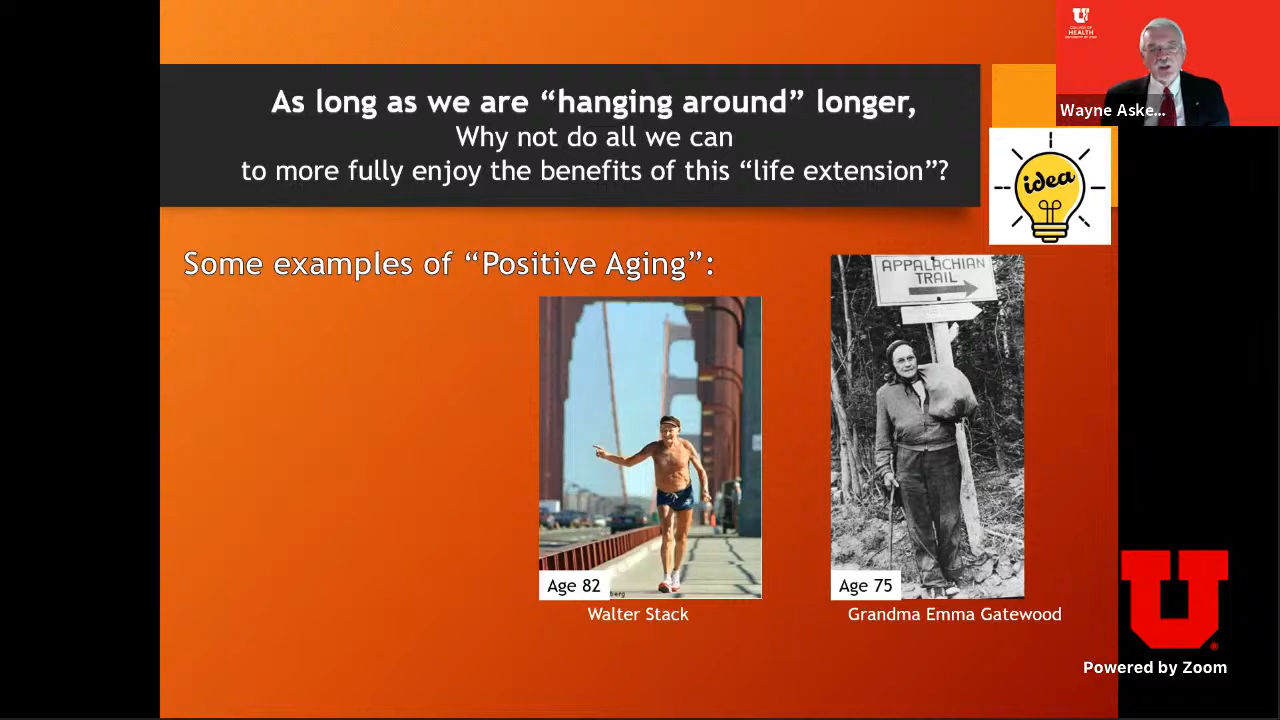 As long as we are “hanging around” longer,
Why not do all we can
to more fully enjoy the benefits of this “life extension”?
U
HEALTH
Wayne Aske...
idea
Some examples of “Positive Aging”:
APPALACHIAN
TRAIL
Age 82
berg
Walter Stack
Age 75
Grandma Emma Gatewood
U
Powered by Zoom